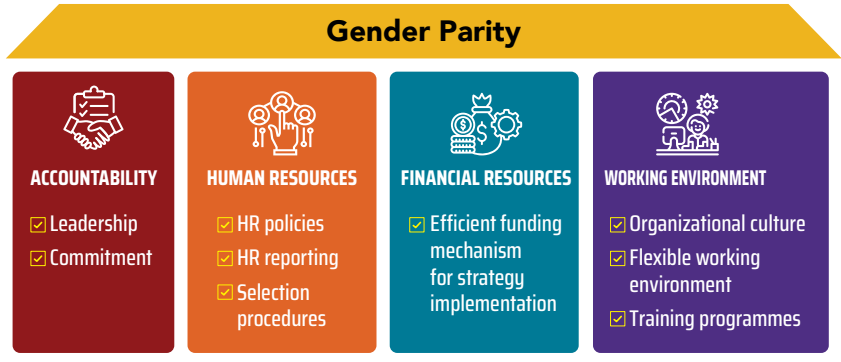 Gender Parity
ACCOUNTABILITY
Leadership
Commitment
HUMAN RESOURCES
HR policies
HR reporting
Selection
procedures
FINANCIAL RESOURCES
Efficient funding
mechanism
for strategy
implementation
WORKING ENVIRONMENT
Organizational culture
Flexible working
environment
Training programmes